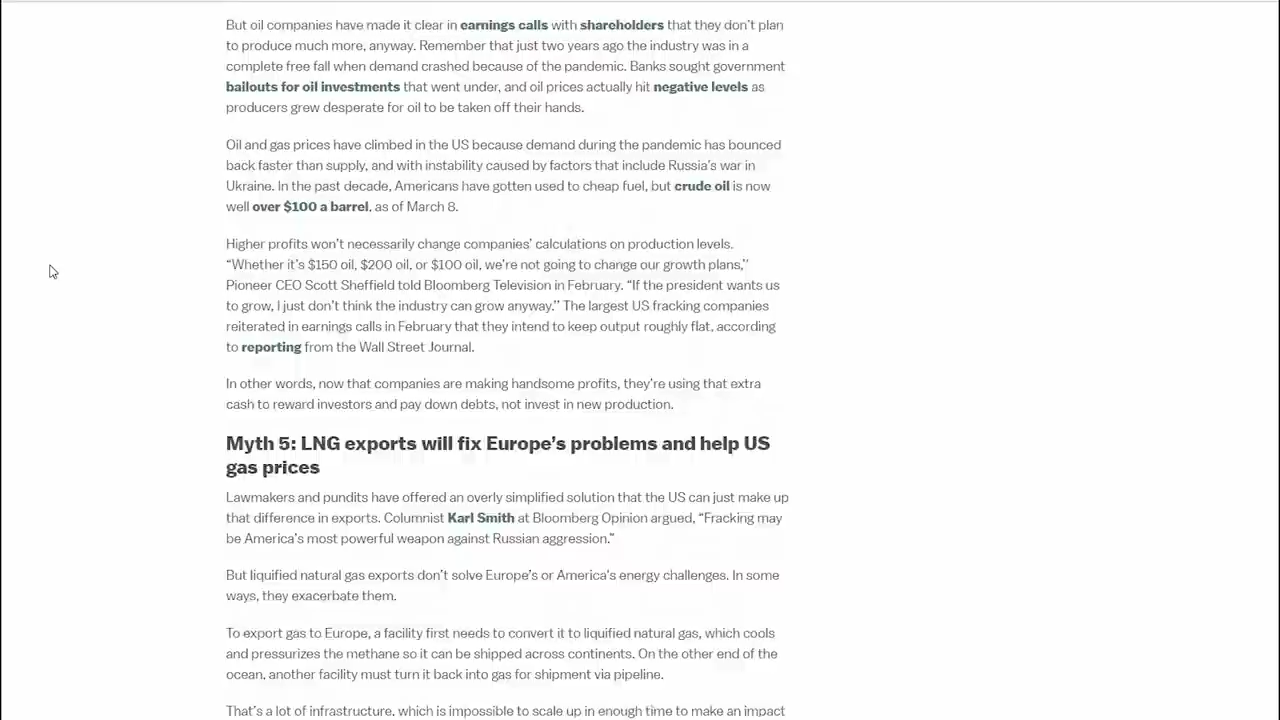 But oil companies have made it clear in earnings calls with shareholders that they don’t plan
to produce much more, anyway. Remember that just two years ago the industry was in a
complete free fall when demand crashed because of the pandemic. Banks sought government
bailouts for oil investments that went under, and oil prices actually hit negative levels as
producers grew desperate for oil to be taken off their hands.
Oil and gas prices have climbed in the US because demand during the pandemic has bounced
back faster than supply, and with instability caused by factors that include Russia’s war in
Ukraine. In the past decade, Americans have gotten used to cheap fuel, but crude oil is now
well over $100 a barrel, as of March 8.
Higher profits won’t necessarily change companies’ calculations on production levels.
“Whether it’s $150 oil, $200 oil, or $100 oil, we’re not going to change our growth plans,’’
Pioneer CEO Scott Sheffield told Bloomberg Television in February. “If the president wants us
to grow, I just don’t think the industry can grow anyway.’’ The largest US fracking companies
reiterated in earnings calls in February that they intend to keep output roughly flat, according
to reporting from the Wall Street Journal.
In other words, now that companies are making handsome profits, they’re using that extra
cash to reward investors and pay down debts, not invest in new production.
Myth 5: LNG exports will fix Europe’s problems and help US
gas prices
Lawmakers and pundits have offered an overly simplified solution that the US can just make up
that difference in exports. Columnist Karl Smith at Bloomberg Opinion argued, “Fracking may
be America’s most powerful weapon against Russian aggression.”
But liquified natural gas exports don’t solve Europe’s or America’s energy challenges. In some
ways, they exacerbate them.
To export gas to Europe, a facility first needs to convert it to liquified natural gas, which cools
and pressurizes the methane so it can be shipped across continents. On the other end of the
ocean, another facility must turn it back into gas for shipment via pipeline.
That’s a lot of infrastructure, which is impossible to scale up in enough time to make an impact